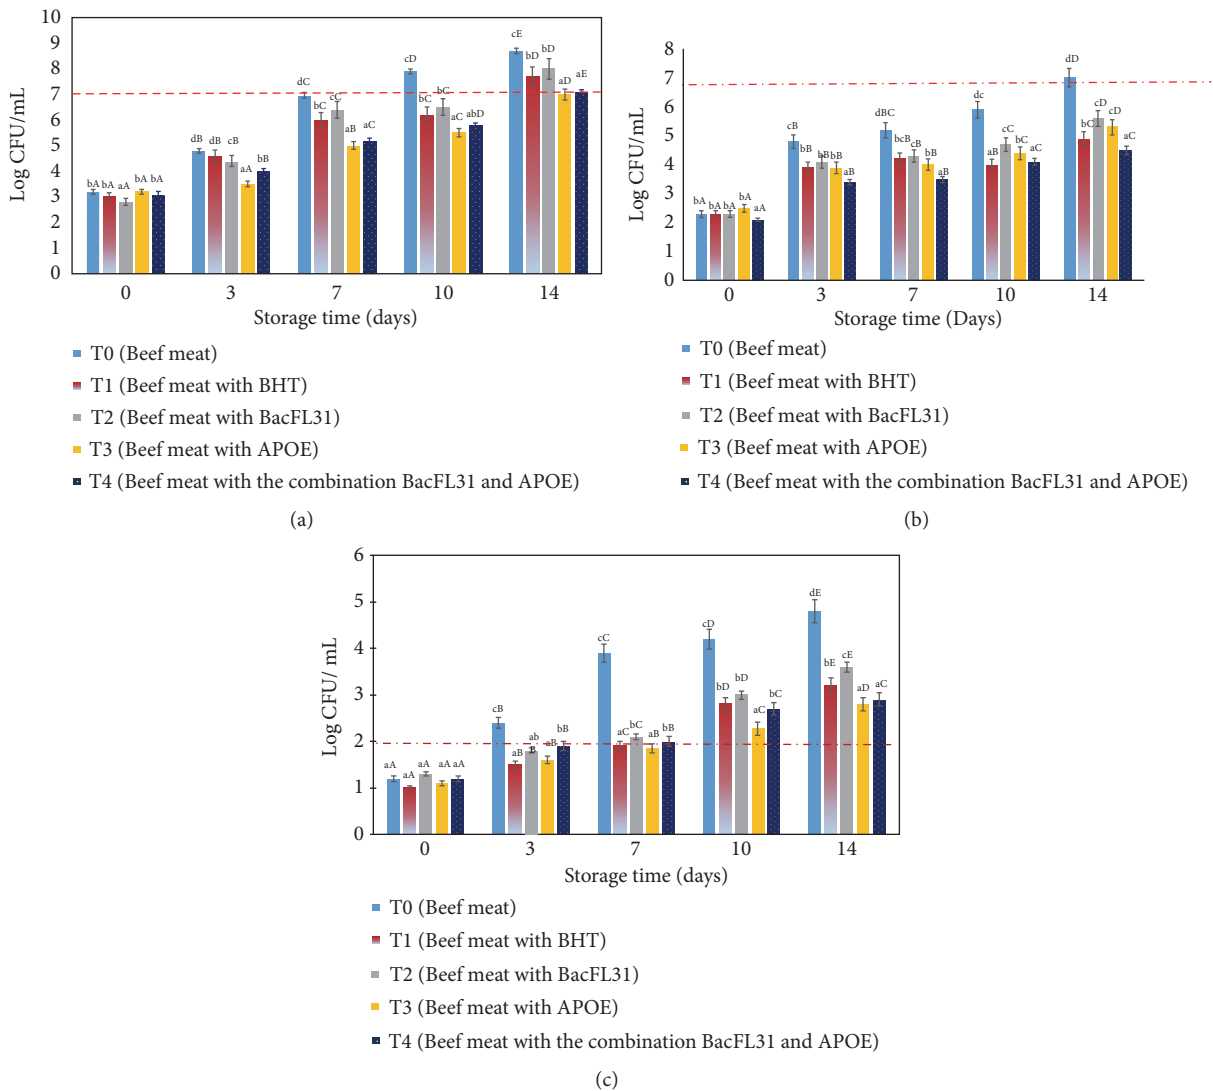 10
9
8
7
6
5
4
3
2
1
0
Log CFU/mL
bA bA aA bA bA
dB dB cB aA bB
dC bC cC aB aC
cD bC bC aC abD
cE bD bD aD aE
0 3 7 10 14
Storage time (days)
T0 (Beef meat)
T1 (Beef meat with BHT)
T2 (Beef meat with BacFL31)
T3 (Beef meat with APOE)
T4 (Beef meat with the combination BacFL31 and APOE)
(a)
8
7
6
5
4
3
2
1
0
Log CFU/mL
bA bA bA bA aA
cB bB bB bB aB
dBC bcB cB bB aB
dc aB cC bC aC
dD bC cD cD aC
0 3 7 10 14
Storage time (Days)
T0 (Beef meat)
T1 (Beef meat with BHT)
T2 (Beef meat with BacFL31)
T3 (Beef meat with APOE)
T4 (Beef meat with the combination BacFL31 and APOE)
(b)
6
5
4
3
2
1
0
Log CFU/ mL
aA aA aA aA aA
cB aB ab B aB bB
cC aC bC aB bB
cD bD bD aC bC
dE bE cE aD aC
0 3 7 10 14
Storage time (days)
T0 (Beef meat)
T1 (Beef meat with BHT)
T2 (Beef meat with BacFL31)
T3 (Beef meat with APOE)
T4 (Beef meat with the combination BacFL31 and APOE)
(c)